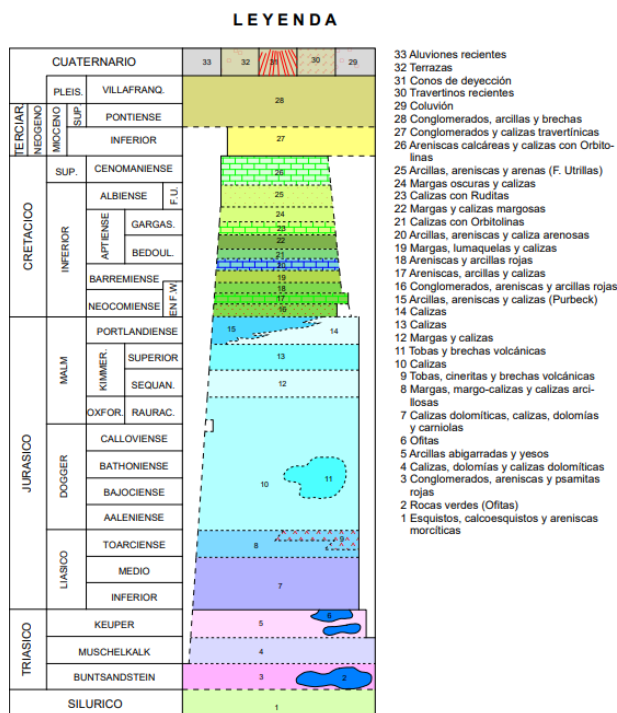 LEYENDA
CUATERNARIO
33
32
31
30
29
TERCIAR.
NEOGENO
MIOCENO
SUP.
PLEIS.
VILLAFRANQ.
PONTIENSE
28
INFERIOR
27
CRETACICO
SUP.
CENOMANIENSE
26
INFERIOR
ALBIENSE
F.U.
25
24
APTIENSE
GARGAS.
23
22
BEDOUL.
21
20
BARREMIENSE
19
18
NEOCOMIENSE
EN F.W.
17
16
JURASICO
MALM
PORTLANDIENSE
15
14
KIMMER.
SUPERIOR
13
SEQUAN.
12
OXFOR.
RAURAC.
DOGGER
CALLOVIENSE
BATHONIENSE
11
BAJOCIENSE
10
AALENIENSE
LIASICO
TOARCIENSE
9
8
MEDIO
7
INFERIOR
TRIASICO
KEUPER
6
5
MUSCHELKALK
4
BUNTSANDSTEIN
3
2
SILURICO
1
33 Aluviones recientes
32 Terrazas
31 Conos de deyección
30 Travertinos recientes
29 Coluvión
28 Conglomerados, arcillas y brechas
27 Conglomerados y calizas travertínicas
26 Areniscas calcáreas y calizas con Orbito-
linas
25 Arcillas, areniscas y arenas (F. Utrillas)
24 Margas oscuras y calizas
23 Calizas con Ruditas
22 Margas y calizas margosas
21 Calizas con Orbitolinas
20 Arcillas, areniscas y caliza arenosas
19 Margas, lumaquelas y calizas
18 Areniscas y arcillas rojas
17 Areniscas, arcillas y calizas
16 Conglomerados, areniscas y arcillas rojas
15 Arcillas, areniscas y calizas (Purbeck)
14 Calizas
13 Calizas
12 Margas y calizas
11 Tobas y brechas volcánicas
10 Calizas
9 Tobas, cineritas y brechas volcánicas
8 Margas, margo-calizas y calizas arci-
llosas
7 Calizas dolomíticas, calizas, dolomías
y carniolas
6 Ofitas
5 Arcillas abigarradas y yesos
4 Calizas, dolomías y calizas dolomíticas
3 Conglomerados, areniscas y psamitas
rojas
2 Rocas verdes (Ofitas)
1 Esquistos, calcoesquistos y areniscas
morcíticas